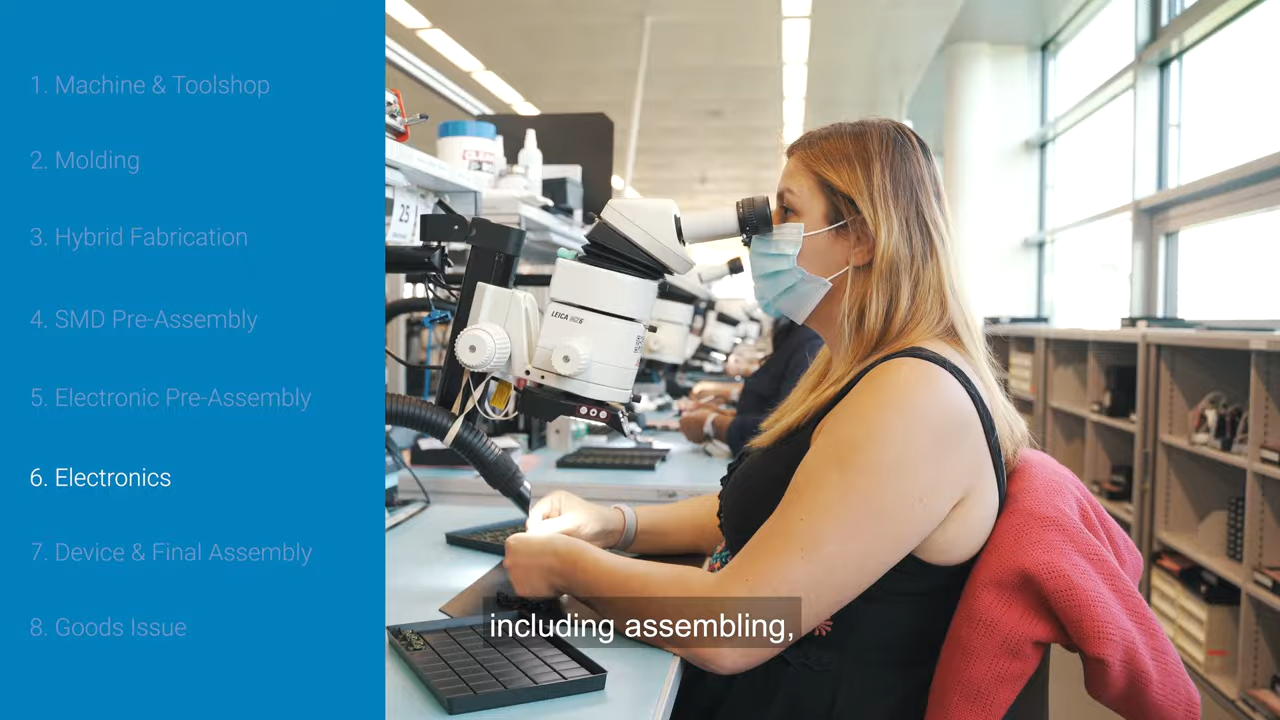 1. Machine & Toolshop
2. Molding
3. Hybrid Fabrication
4. SMD Pre-Assembly
5. Electronic Pre-Assembly
6. Electronics
7. Device & Final Assembly
8. Goods Issue
25
LEICA MZ6
including assembling,